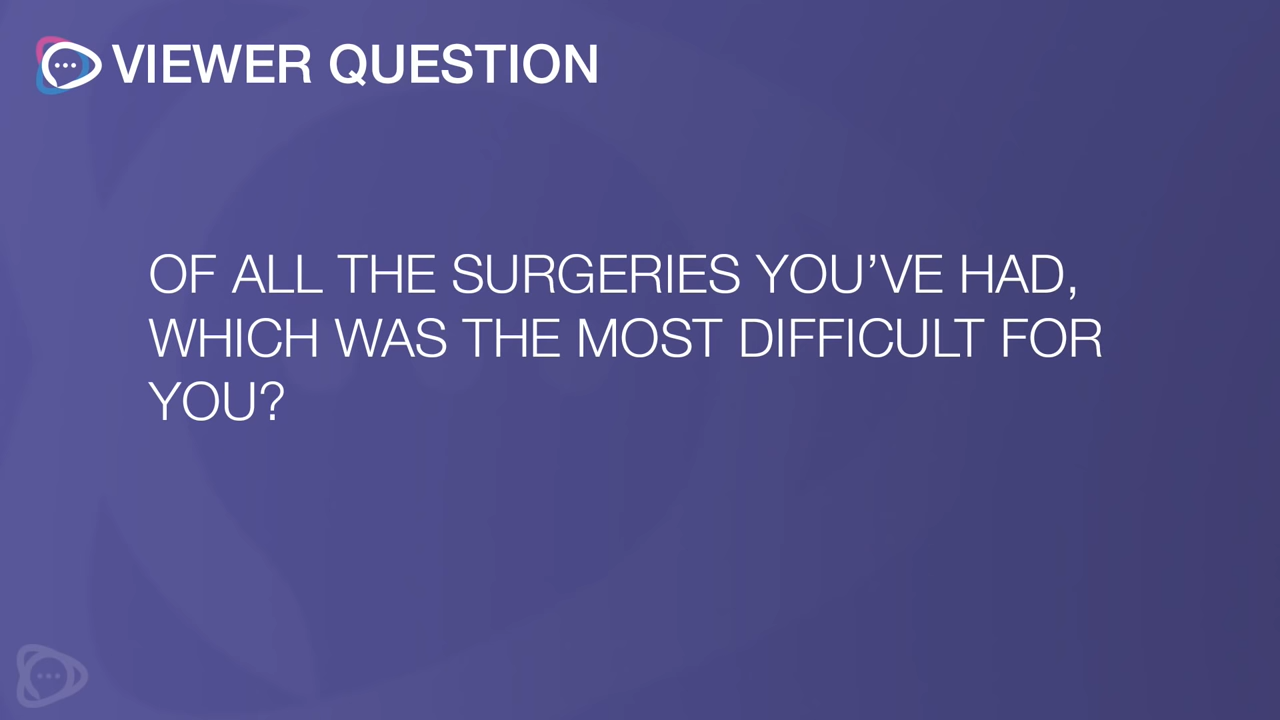 VIEWER QUESTION
OF ALL THE SURGERIES YOU’VE HAD,
WHICH WAS THE MOST DIFFICULT FOR
YOU?